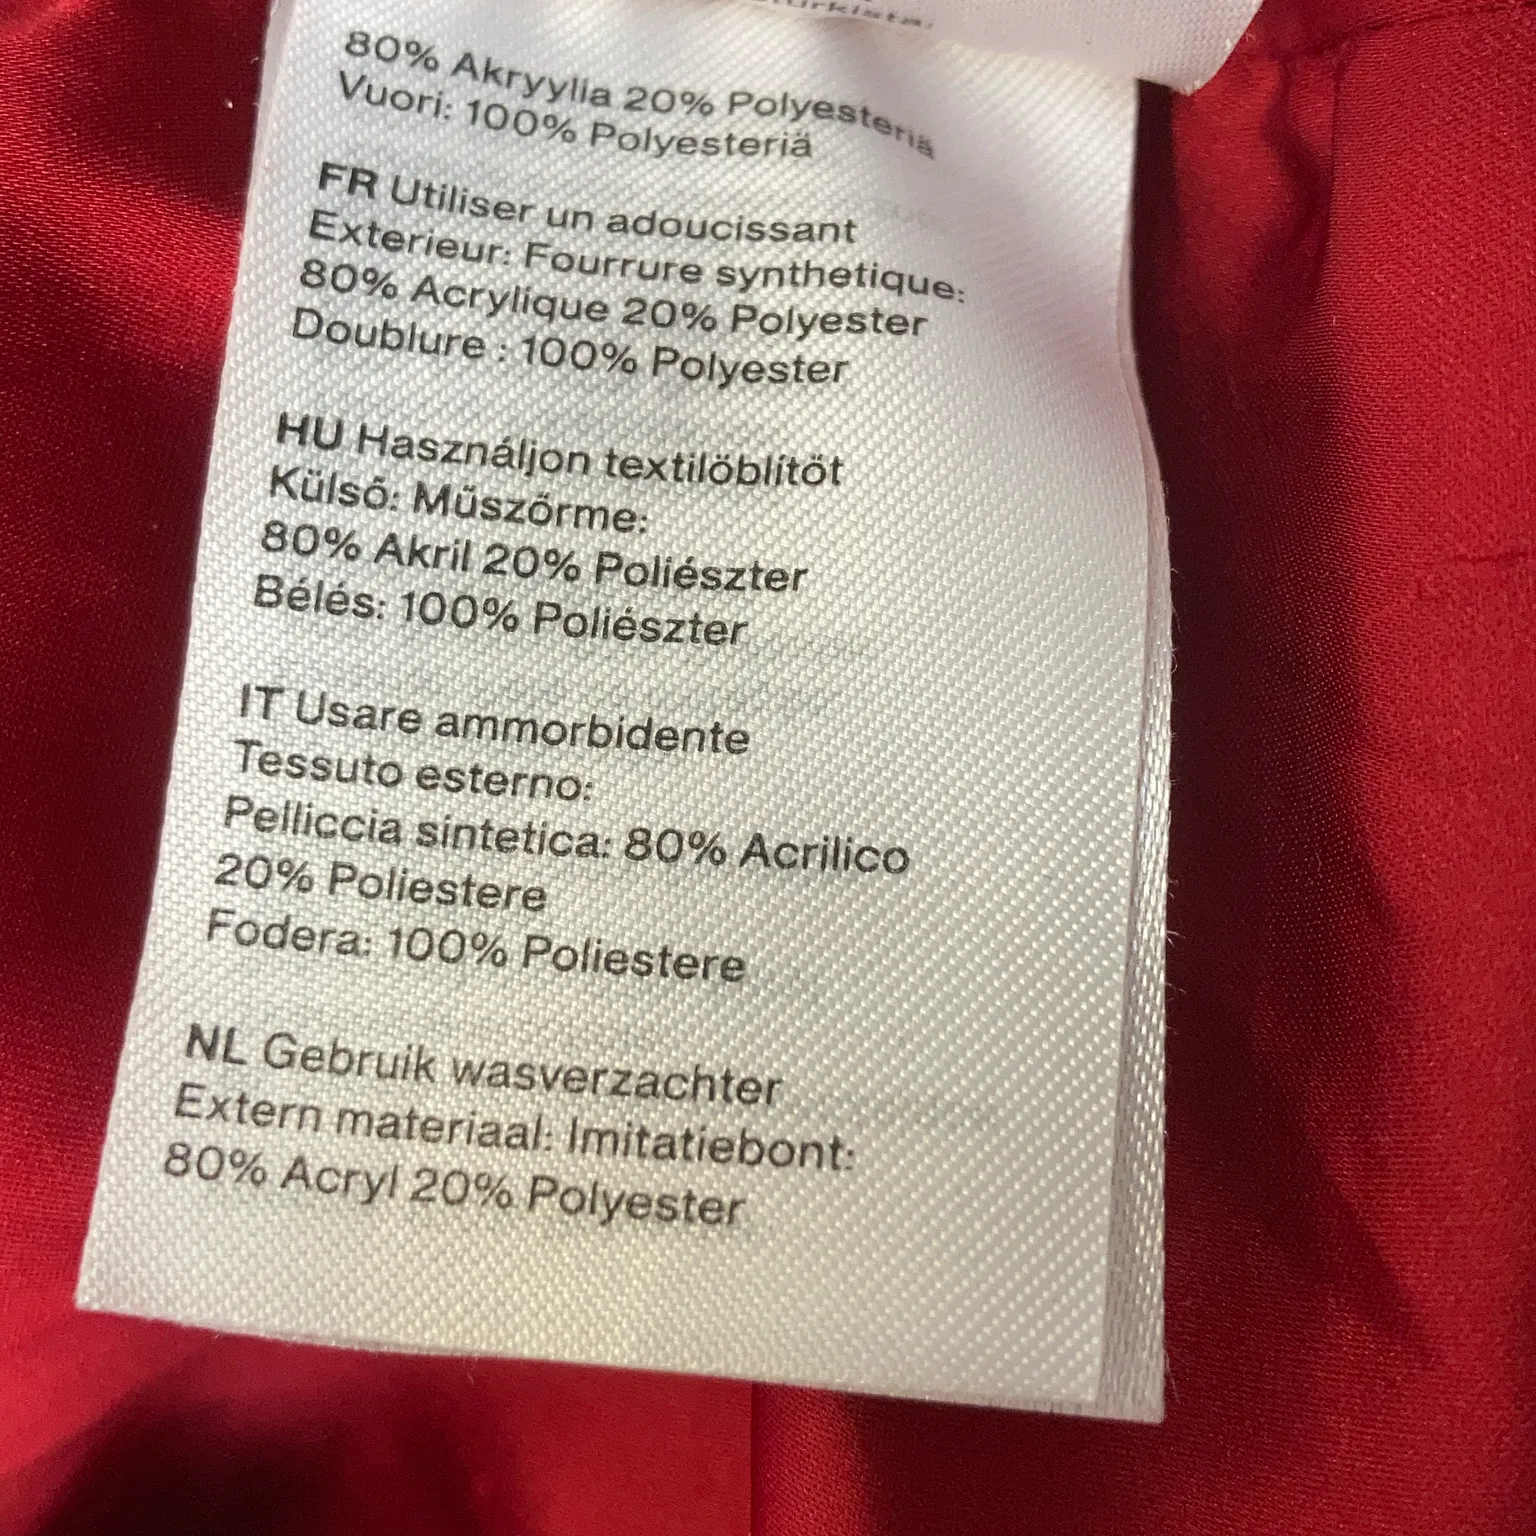 80% Akryylia 20% Polyesteriä
Vuori: 100% Polyesteriä
FR Utiliser un adoucissant
Exterieur: Fourrure synthetique:
80% Acrylique 20% Polyester
Doublure : 100% Polyester
HU Használjon textilöblítőt
Külső: Műszőrme:
80% Akril 20% Poliészter
Bélés: 100% Poliészter
IT Usare ammorbidente
Tessuto esterno:
Pelliccia sintetica: 80% Acrilico
20% Poliestere
Fodera: 100% Poliestere
NL Gebruik wasverzachter
Extern materiaal: Imitatiebont:
80% Acryl 20% Polyester